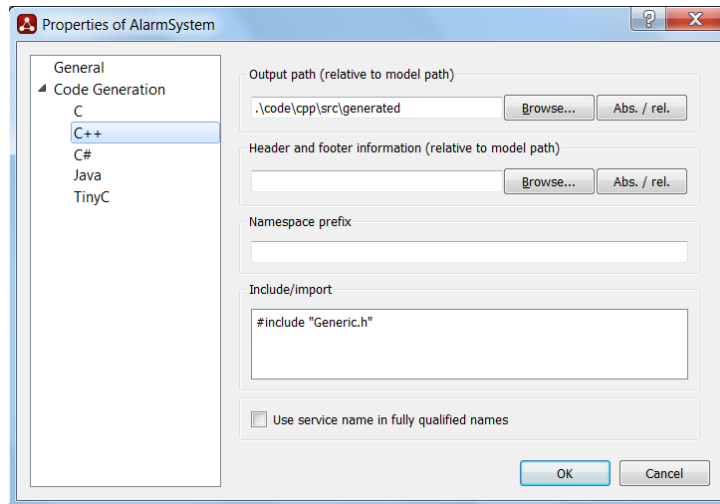 Properties of AlarmSystem
?
X
General
Code Generation
C
C++
C#
Java
TinyC
Output path (relative to model path)
.\code\cpp\src\generated
Browse...
Abs. / rel.
Header and footer information (relative to model path)
Browse...
Abs. / rel.
Namespace prefix
Include/import
#include "Generic.h"
Use service name in fully qualified names
OK
Cancel